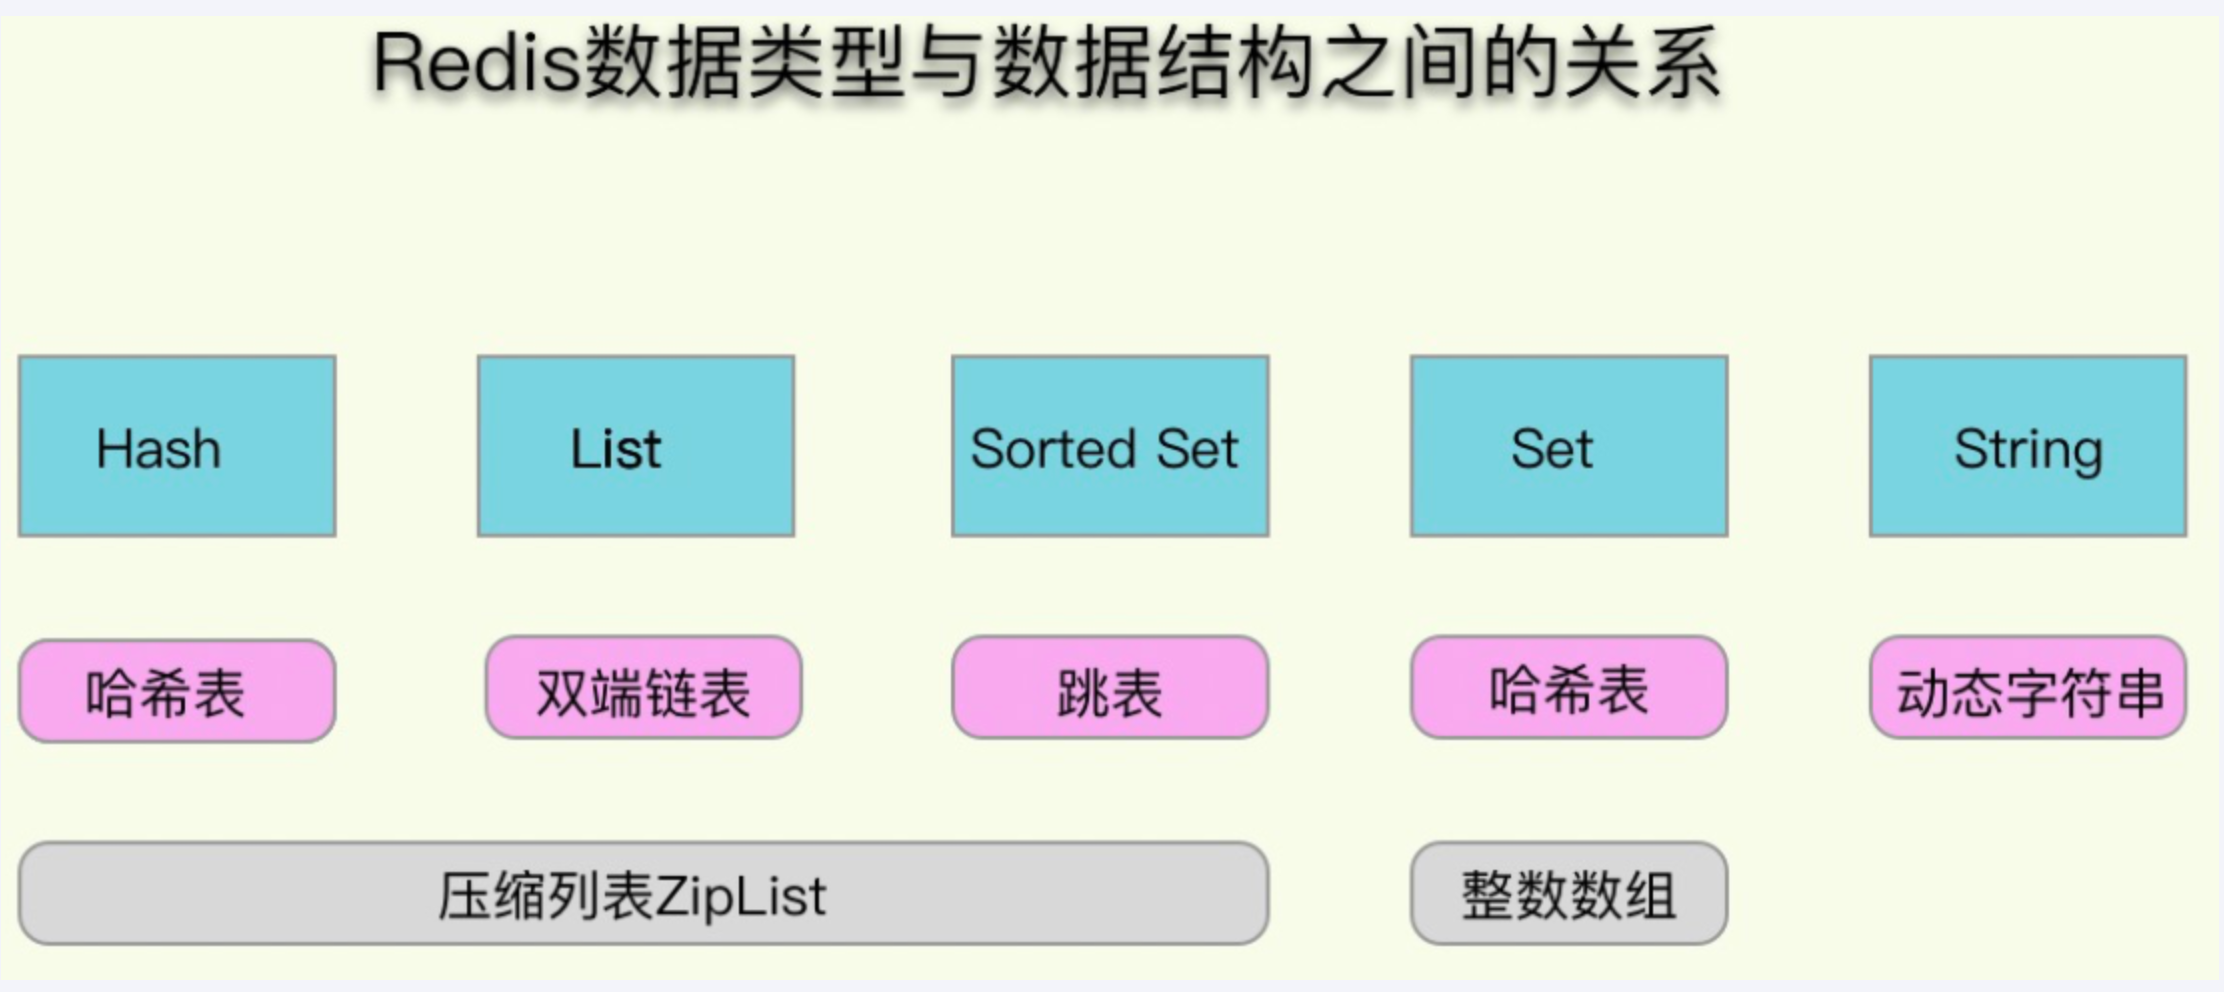 Redis数据类型与数据结构之间的关系
Hash
List
Sorted Set
Set
String
哈希表
双端链表
跳表
哈希表
动态字符串
压缩列表ZipList
整数数组